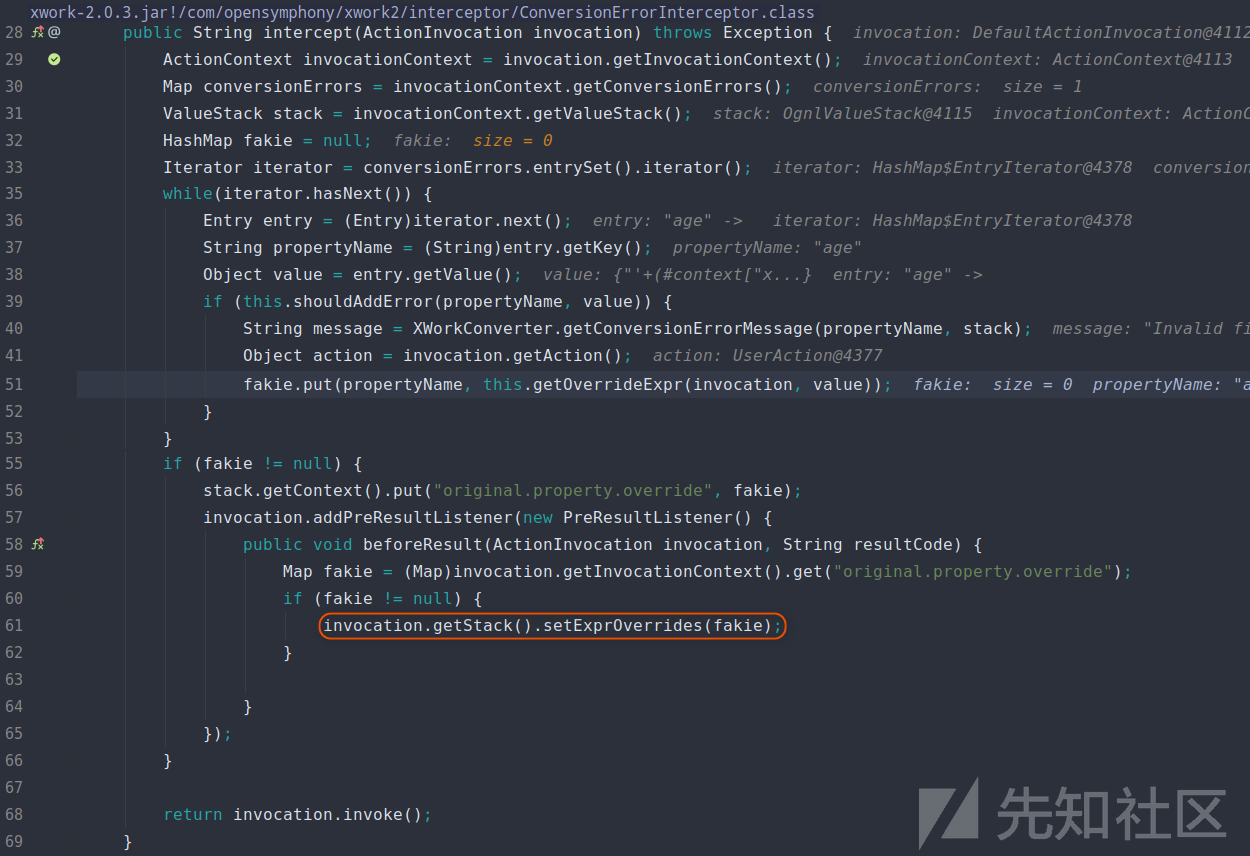 xwork-2.0.3.jar!/com/opensymphony/xwork2/interceptor/ConversionErrorInterceptor.class
28 @ public String intercept(ActionInvocation invocation) throws Exception { invocation: DefaultActionInvocation@4112
29 ActionContext invocationContext = invocation.getInvocationContext(); invocationContext: ActionContext@4113
30 Map conversionErrors = invocationContext.getConversionErrors(); conversionErrors: size = 1
31 ValueStack stack = invocationContext.getValueStack(); stack: OgnlValueStack@4115 invocationContext: ActionC
32 HashMap fakie = null; fakie: size = 0
33 Iterator iterator = conversionErrors.entrySet().iterator(); iterator: HashMap$EntryIterator@4378 conversion
35 while(iterator.hasNext()) {
36 Entry entry = (Entry)iterator.next(); entry: "age" -> iterator: HashMap$EntryIterator@4378
37 String propertyName = (String)entry.getKey(); propertyName: "age"
38 Object value = entry.getValue(); value: {"'+(#context["x...} entry: "age" ->
39 if (this.shouldAddError(propertyName, value)) {
40 String message = XWorkConverter.getConversionErrorMessage(propertyName, stack); message: "Invalid fi
41 Object action = invocation.getAction(); action: UserAction@4377
51 fakie.put(propertyName, this.getOverrideExpr(invocation, value)); fakie: size = 0 propertyName: "a
52 }
53 }
55 if (fakie != null) {
56 stack.getContext().put("original.property.override", fakie);
57 invocation.addPreResultListener(new PreResultListener() {
58 public void beforeResult(ActionInvocation invocation, String resultCode) {
59 Map fakie = (Map)invocation.getInvocationContext().get("original.property.override");
60 if (fakie != null) {
61 invocation.getStack().setExprOverrides(fakie);
62 }
63
64 }
65 });
66 }
67
68 return invocation.invoke();
69 }
先知社区